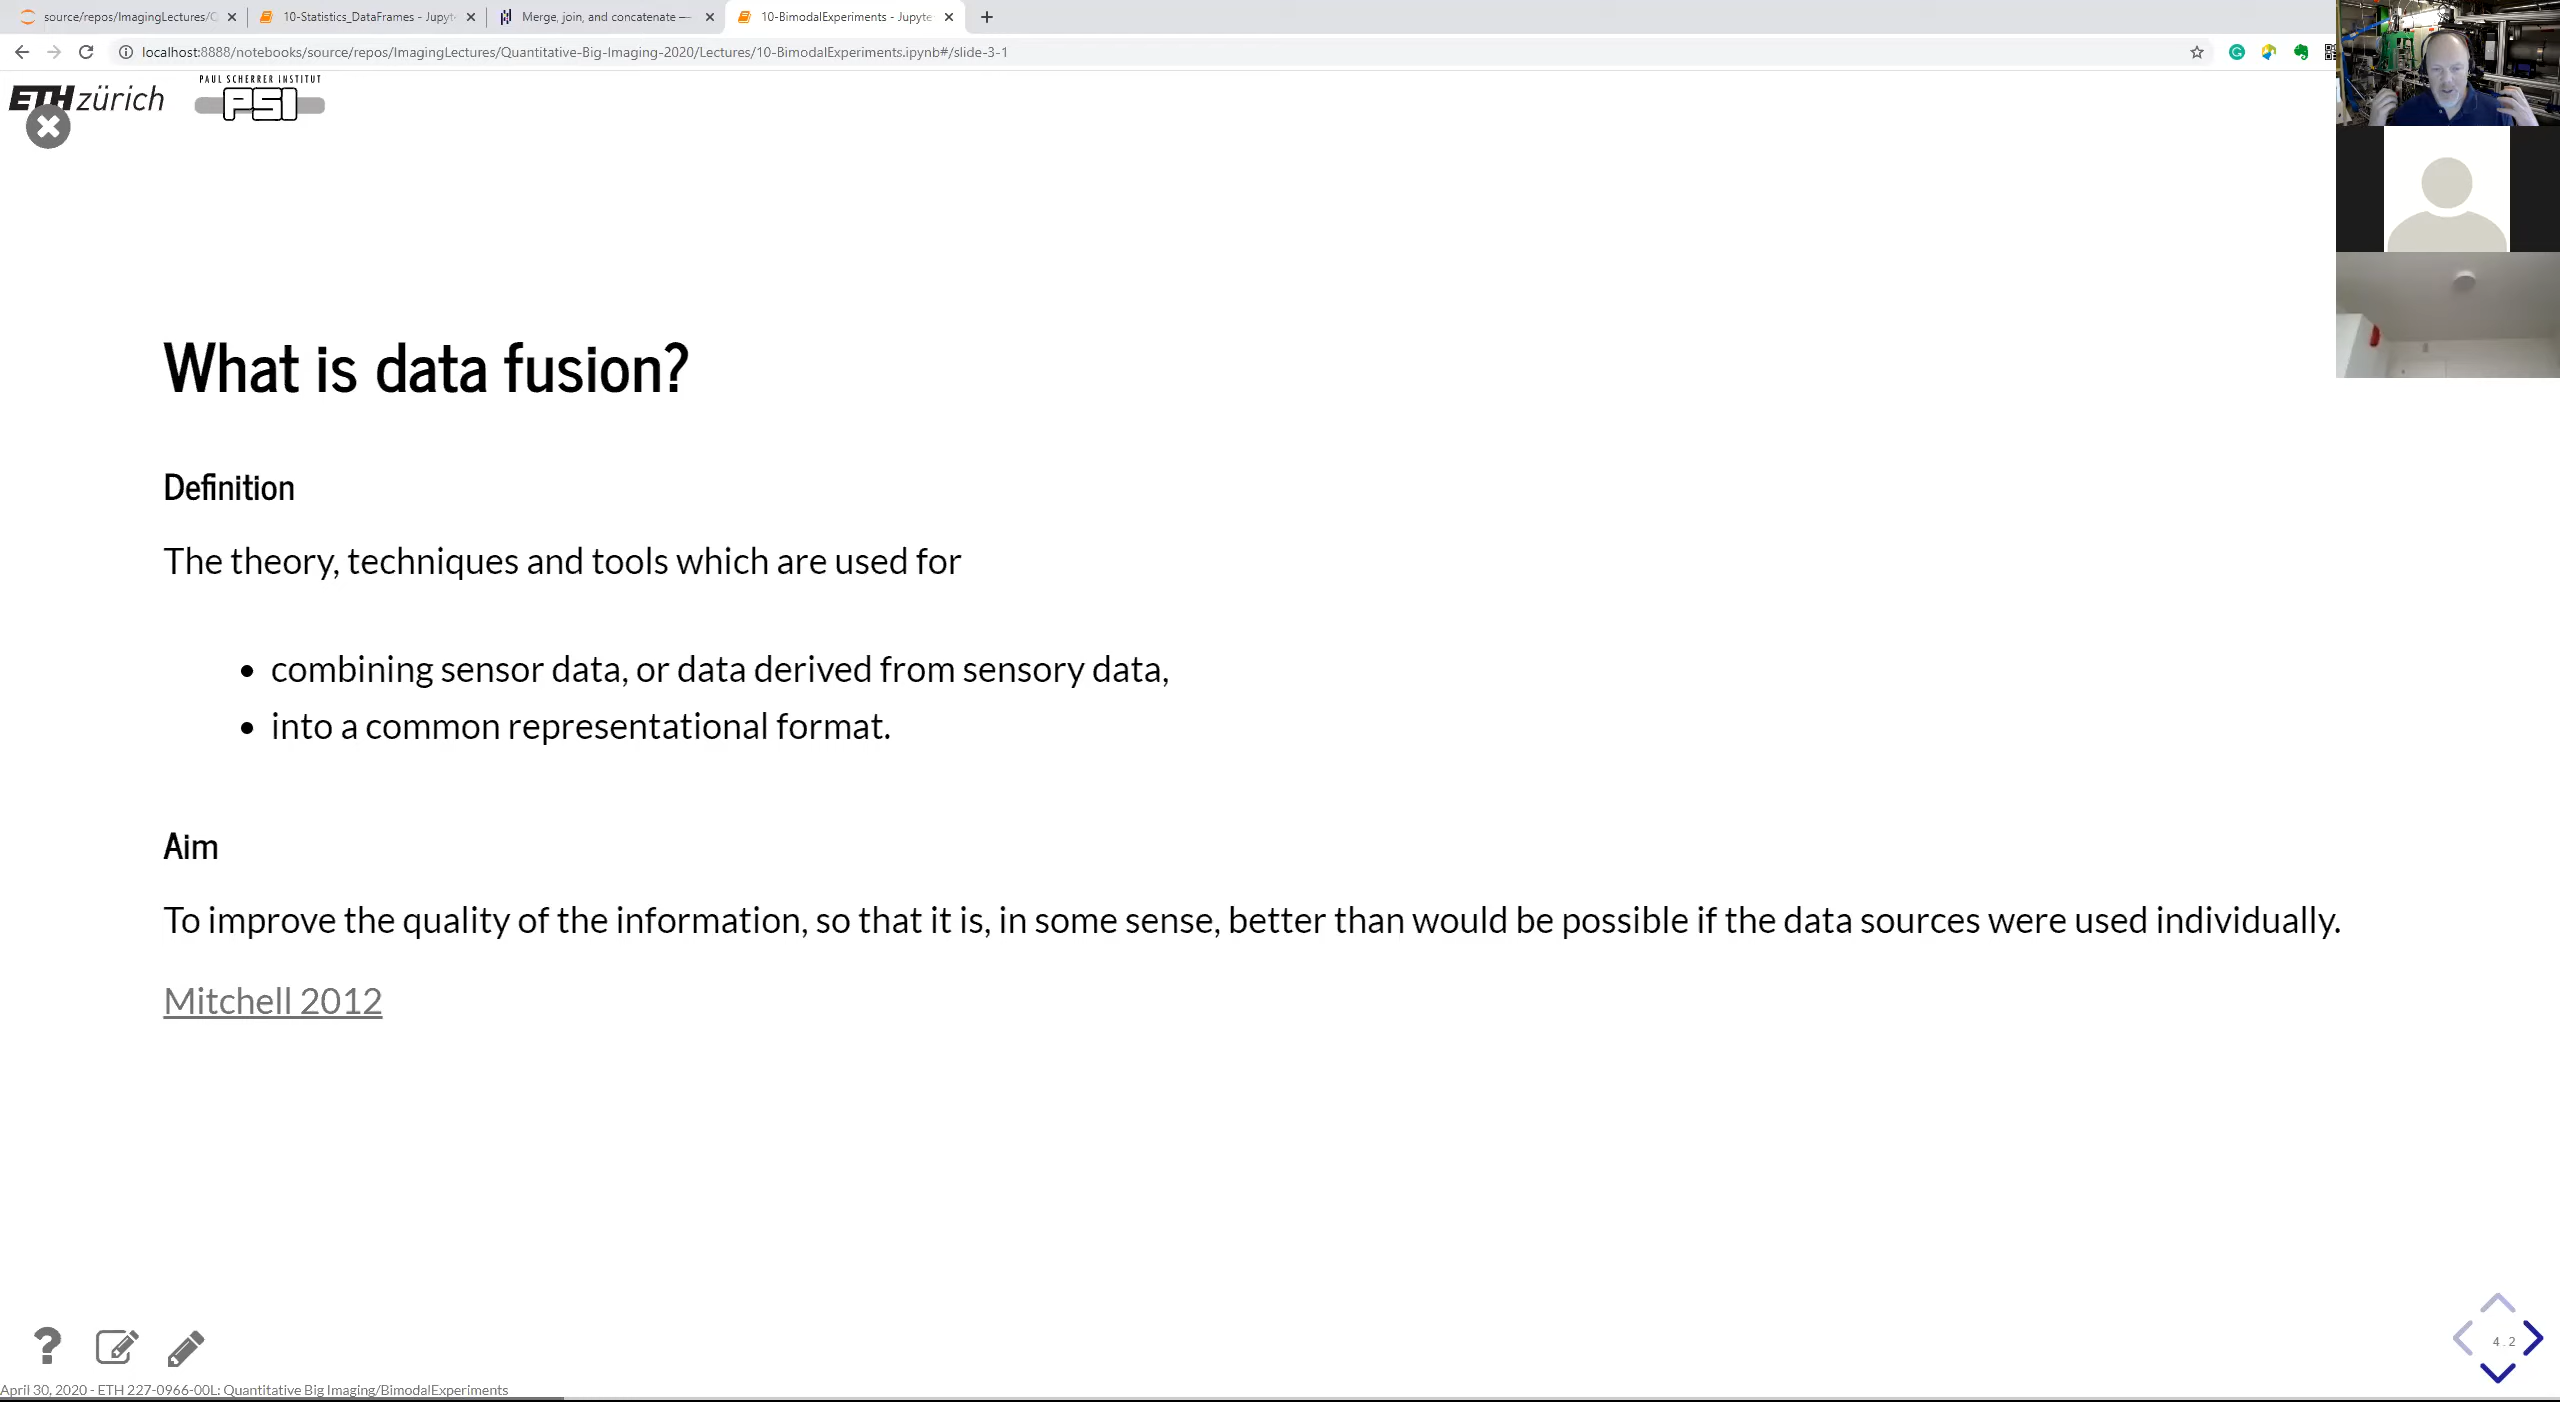 source/repos/ImagingLectures/Q
10-Statistics_DataFrames - Jupyt
Merge, join, and concatenate —
10-BimodalExperiments - Jupyte
localhost:8888/notebooks/source/repos/ImagingLectures/Quantitative-Big-Imaging-2020/Lectures/10-BimodalExperiments.ipynb#/slide-3-1
ETH zürich
PAUL SCHERRER INSTITUT
PSI
What is data fusion?
Definition
The theory, techniques and tools which are used for
• combining sensor data, or data derived from sensory data,
• into a common representational format.
Aim
To improve the quality of the information, so that it is, in some sense, better than would be possible if the data sources were used individually.
Mitchell 2012
4.2
April 30, 2020 - ETH 227-0966-00L: Quantitative Big Imaging/BimodalExperiments